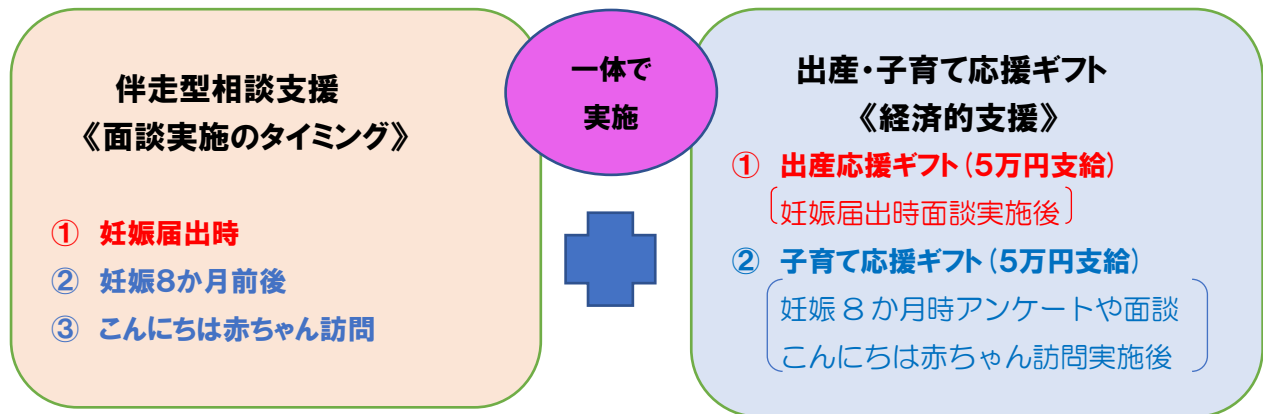 伴走型相談支援
《面談実施のタイミング》
① 妊娠届出時
② 妊娠8か月前後
③ こんにちは赤ちゃん訪問
一体で
実施
出産・子育て応援ギフト
《経済的支援》
① 出産応援ギフト(5万円支給)
妊娠届出時面談実施後
② 子育て応援ギフト(5万円支給)
妊娠8か月時アンケートや面談
こんにちは赤ちゃん訪問実施後